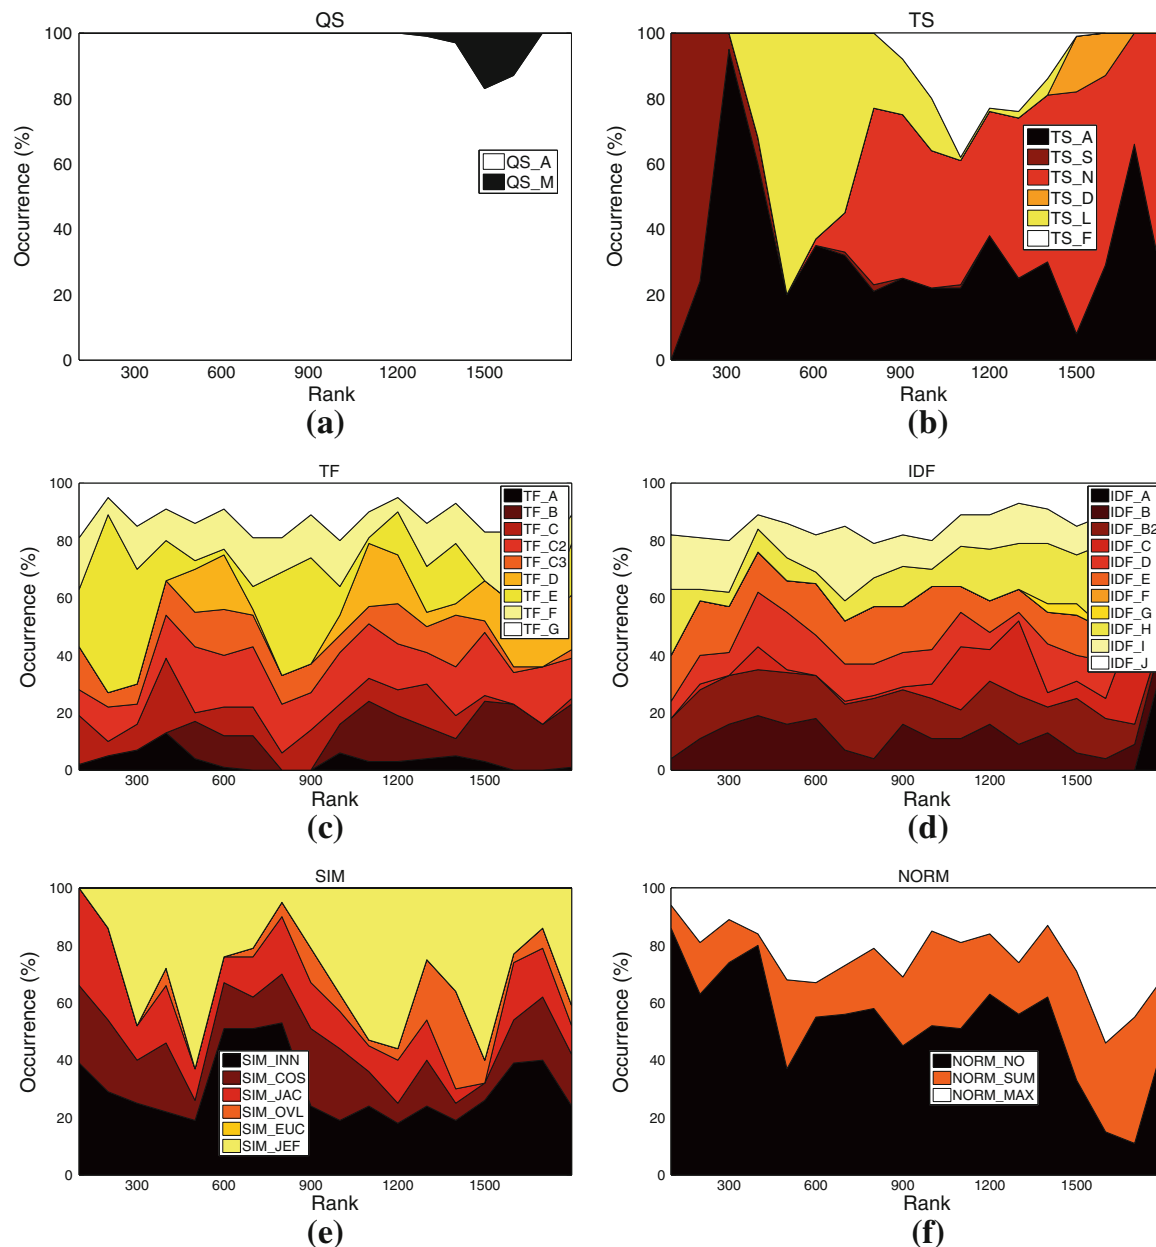 QS
100
80
60
40
20
0
Occurrence (%)
QS_A
QS_M
300 600 900 1200 1500
Rank
(a)
TS
100
80
60
40
20
0
Occurrence (%)
TS_A
TS_S
TS_N
TS_D
TS_L
TS_F
300 600 900 1200 1500
Rank
(b)
TF
100
80
60
40
20
0
Occurrence (%)
TF_A
TF_B
TF_C
TF_C2
TF_C3
TF_D
TF_E
TF_F
TF_G
300 600 900 1200 1500
Rank
(c)
IDF
100
80
60
40
20
0
Occurrence (%)
IDF_A
IDF_B
IDF_B2
IDF_C
IDF_D
IDF_E
IDF_F
IDF_G
IDF_H
IDF_I
IDF_J
300 600 900 1200 1500
Rank
(d)
SIM
100
80
60
40
20
0
Occurrence (%)
SIM_INN
SIM_COS
SIM_JAC
SIM_OVL
SIM_EUC
SIM_JEF
300 600 900 1200 1500
Rank
(e)
NORM
100
80
60
40
20
0
Occurrence (%)
NORM_NO
NORM_SUM
NORM_MAX
300 600 900 1200 1500
Rank
(f)